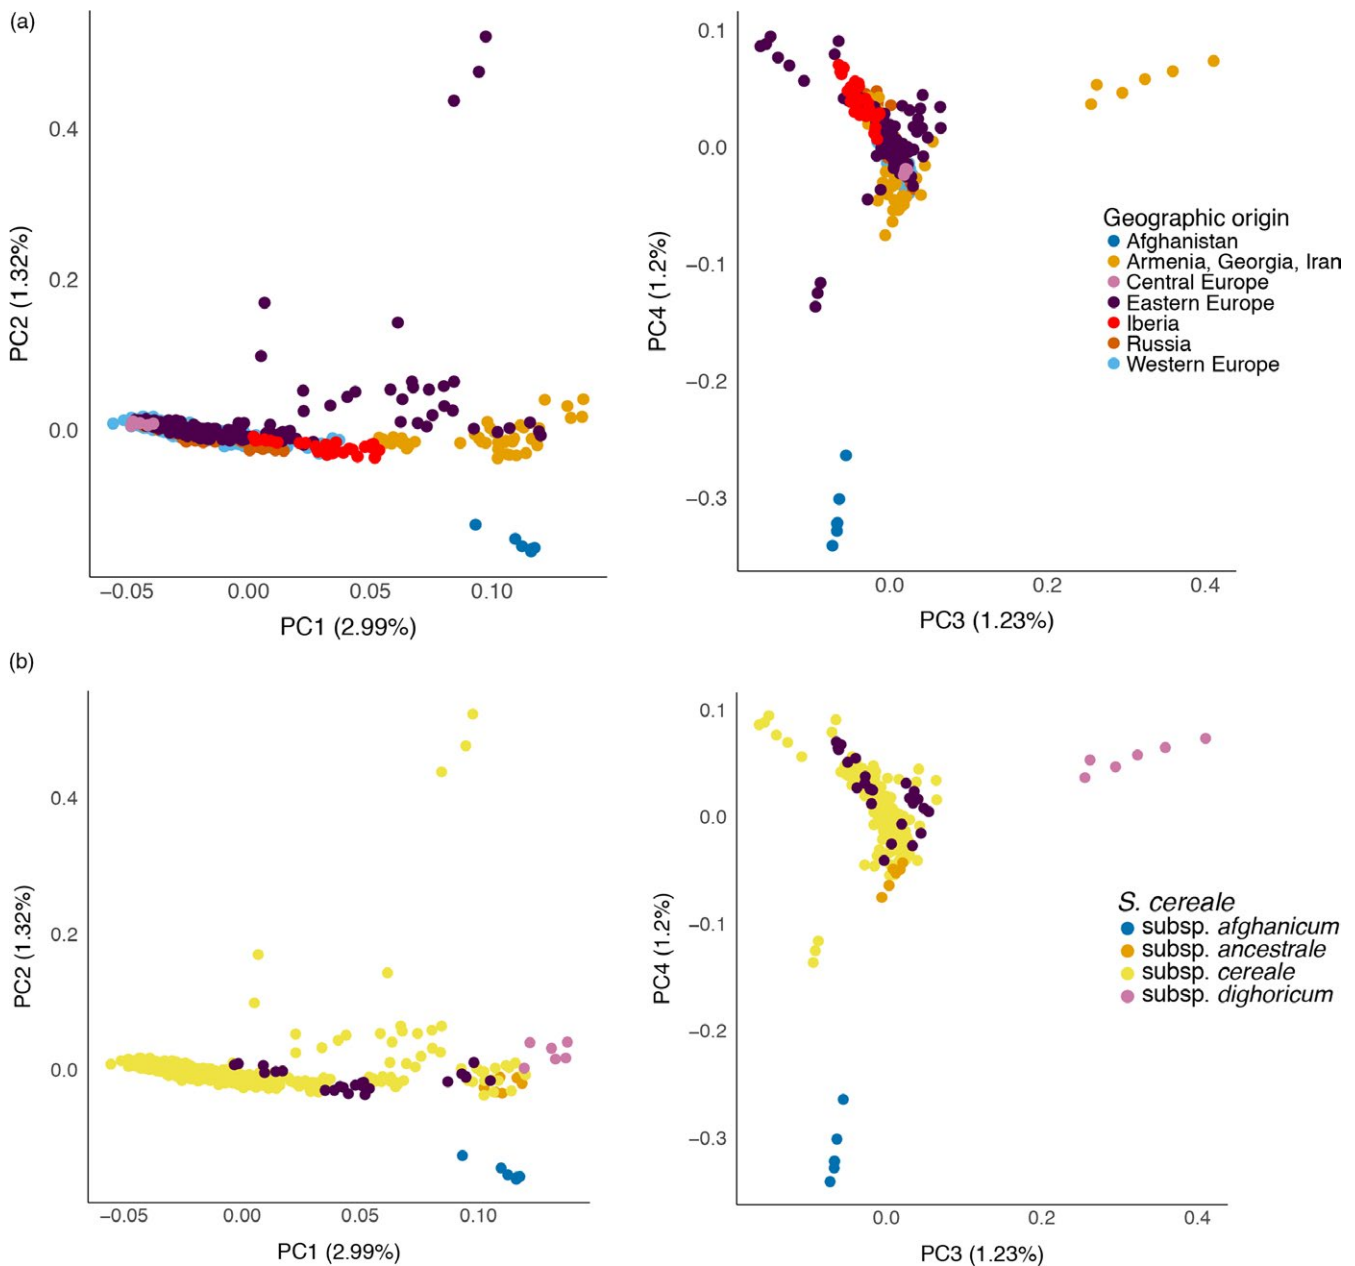 (a)
0.4
0.2
0.0
PC2 (1.32%)
−0.05
0.00
0.05
0.10
PC1 (2.99%)
0.1
0.0
−0.1
−0.2
−0.3
PC4 (1.2%)
0.0
0.2
0.4
PC3 (1.23%)
Geographic origin
Afghanistan
Armenia, Georgia, Iran
Central Europe
Eastern Europe
Iberia
Russia
Western Europe
(b)
0.4
0.2
0.0
PC2 (1.32%)
−0.05
0.00
0.05
0.10
PC1 (2.99%)
0.1
0.0
−0.1
−0.2
−0.3
PC4 (1.2%)
0.0
0.2
0.4
PC3 (1.23%)
S. cereale
subsp. afghanicum
subsp. ancestrale
subsp. cereale
subsp. dighoricum